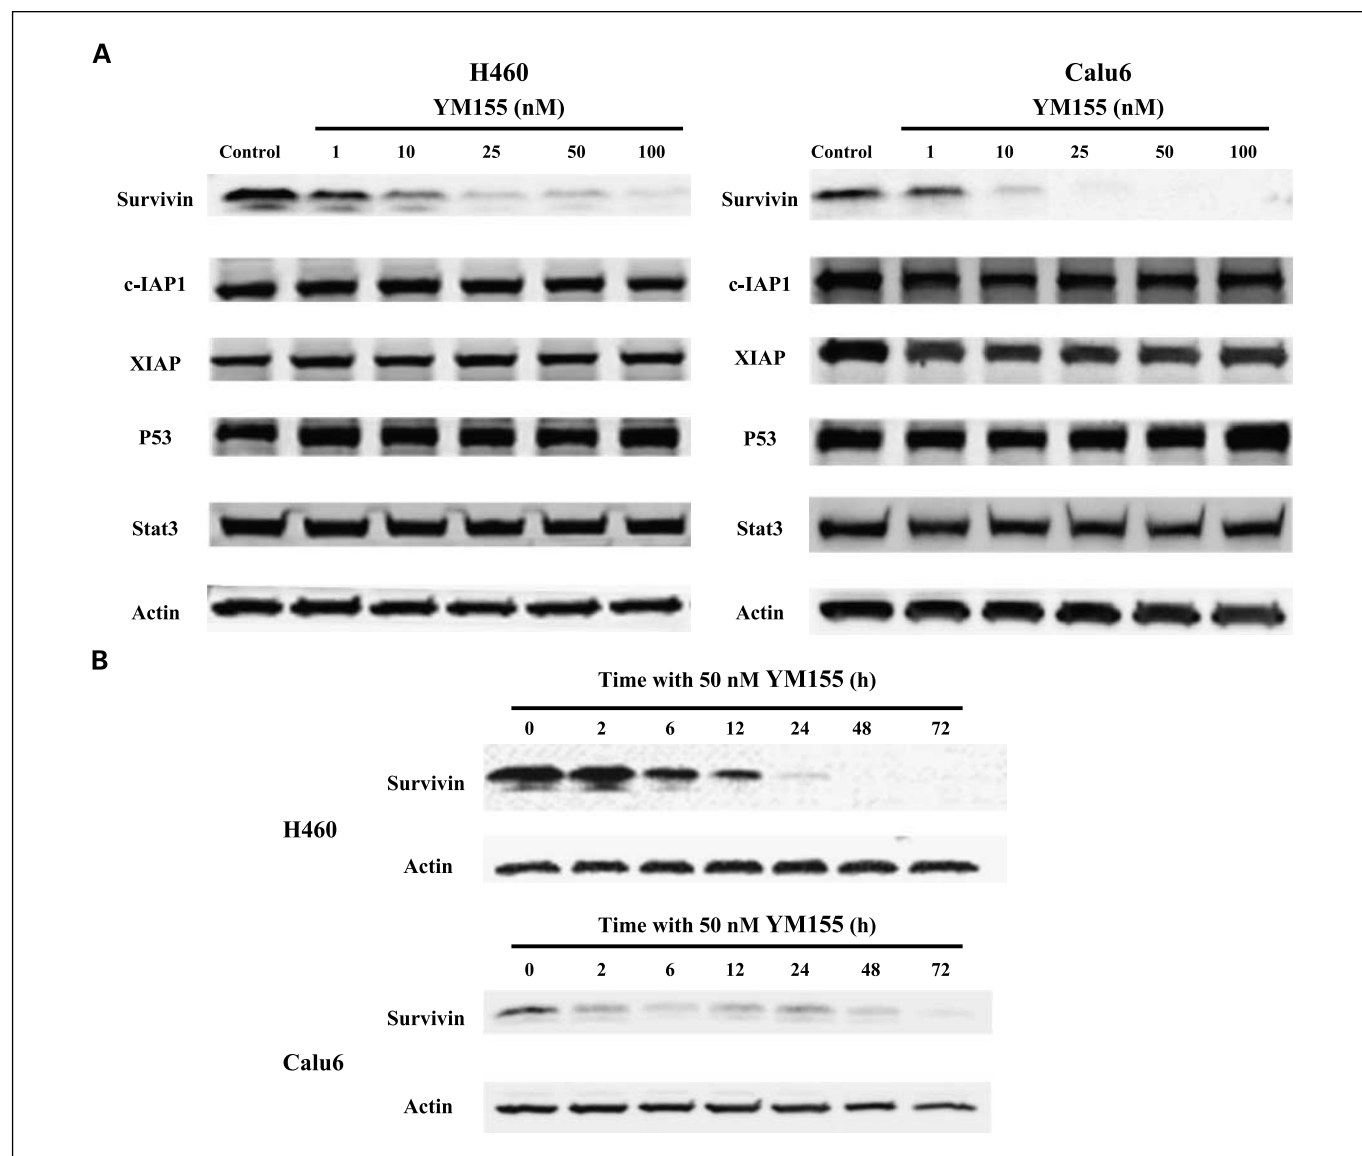 A
H460
YM155 (nM)
Control 1 10 25 50 100
Survivin
c-IAP1
XIAP
P53
Stat3
Actin
Calu6
YM155 (nM)
Control 1 10 25 50 100
Survivin
c-IAP1
XIAP
P53
Stat3
Actin
B
Time with 50 nM YM155 (h)
0 2 6 12 24 48 72
Survivin
H460
Actin
Time with 50 nM YM155 (h)
0 2 6 12 24 48 72
Survivin
Calu6
Actin